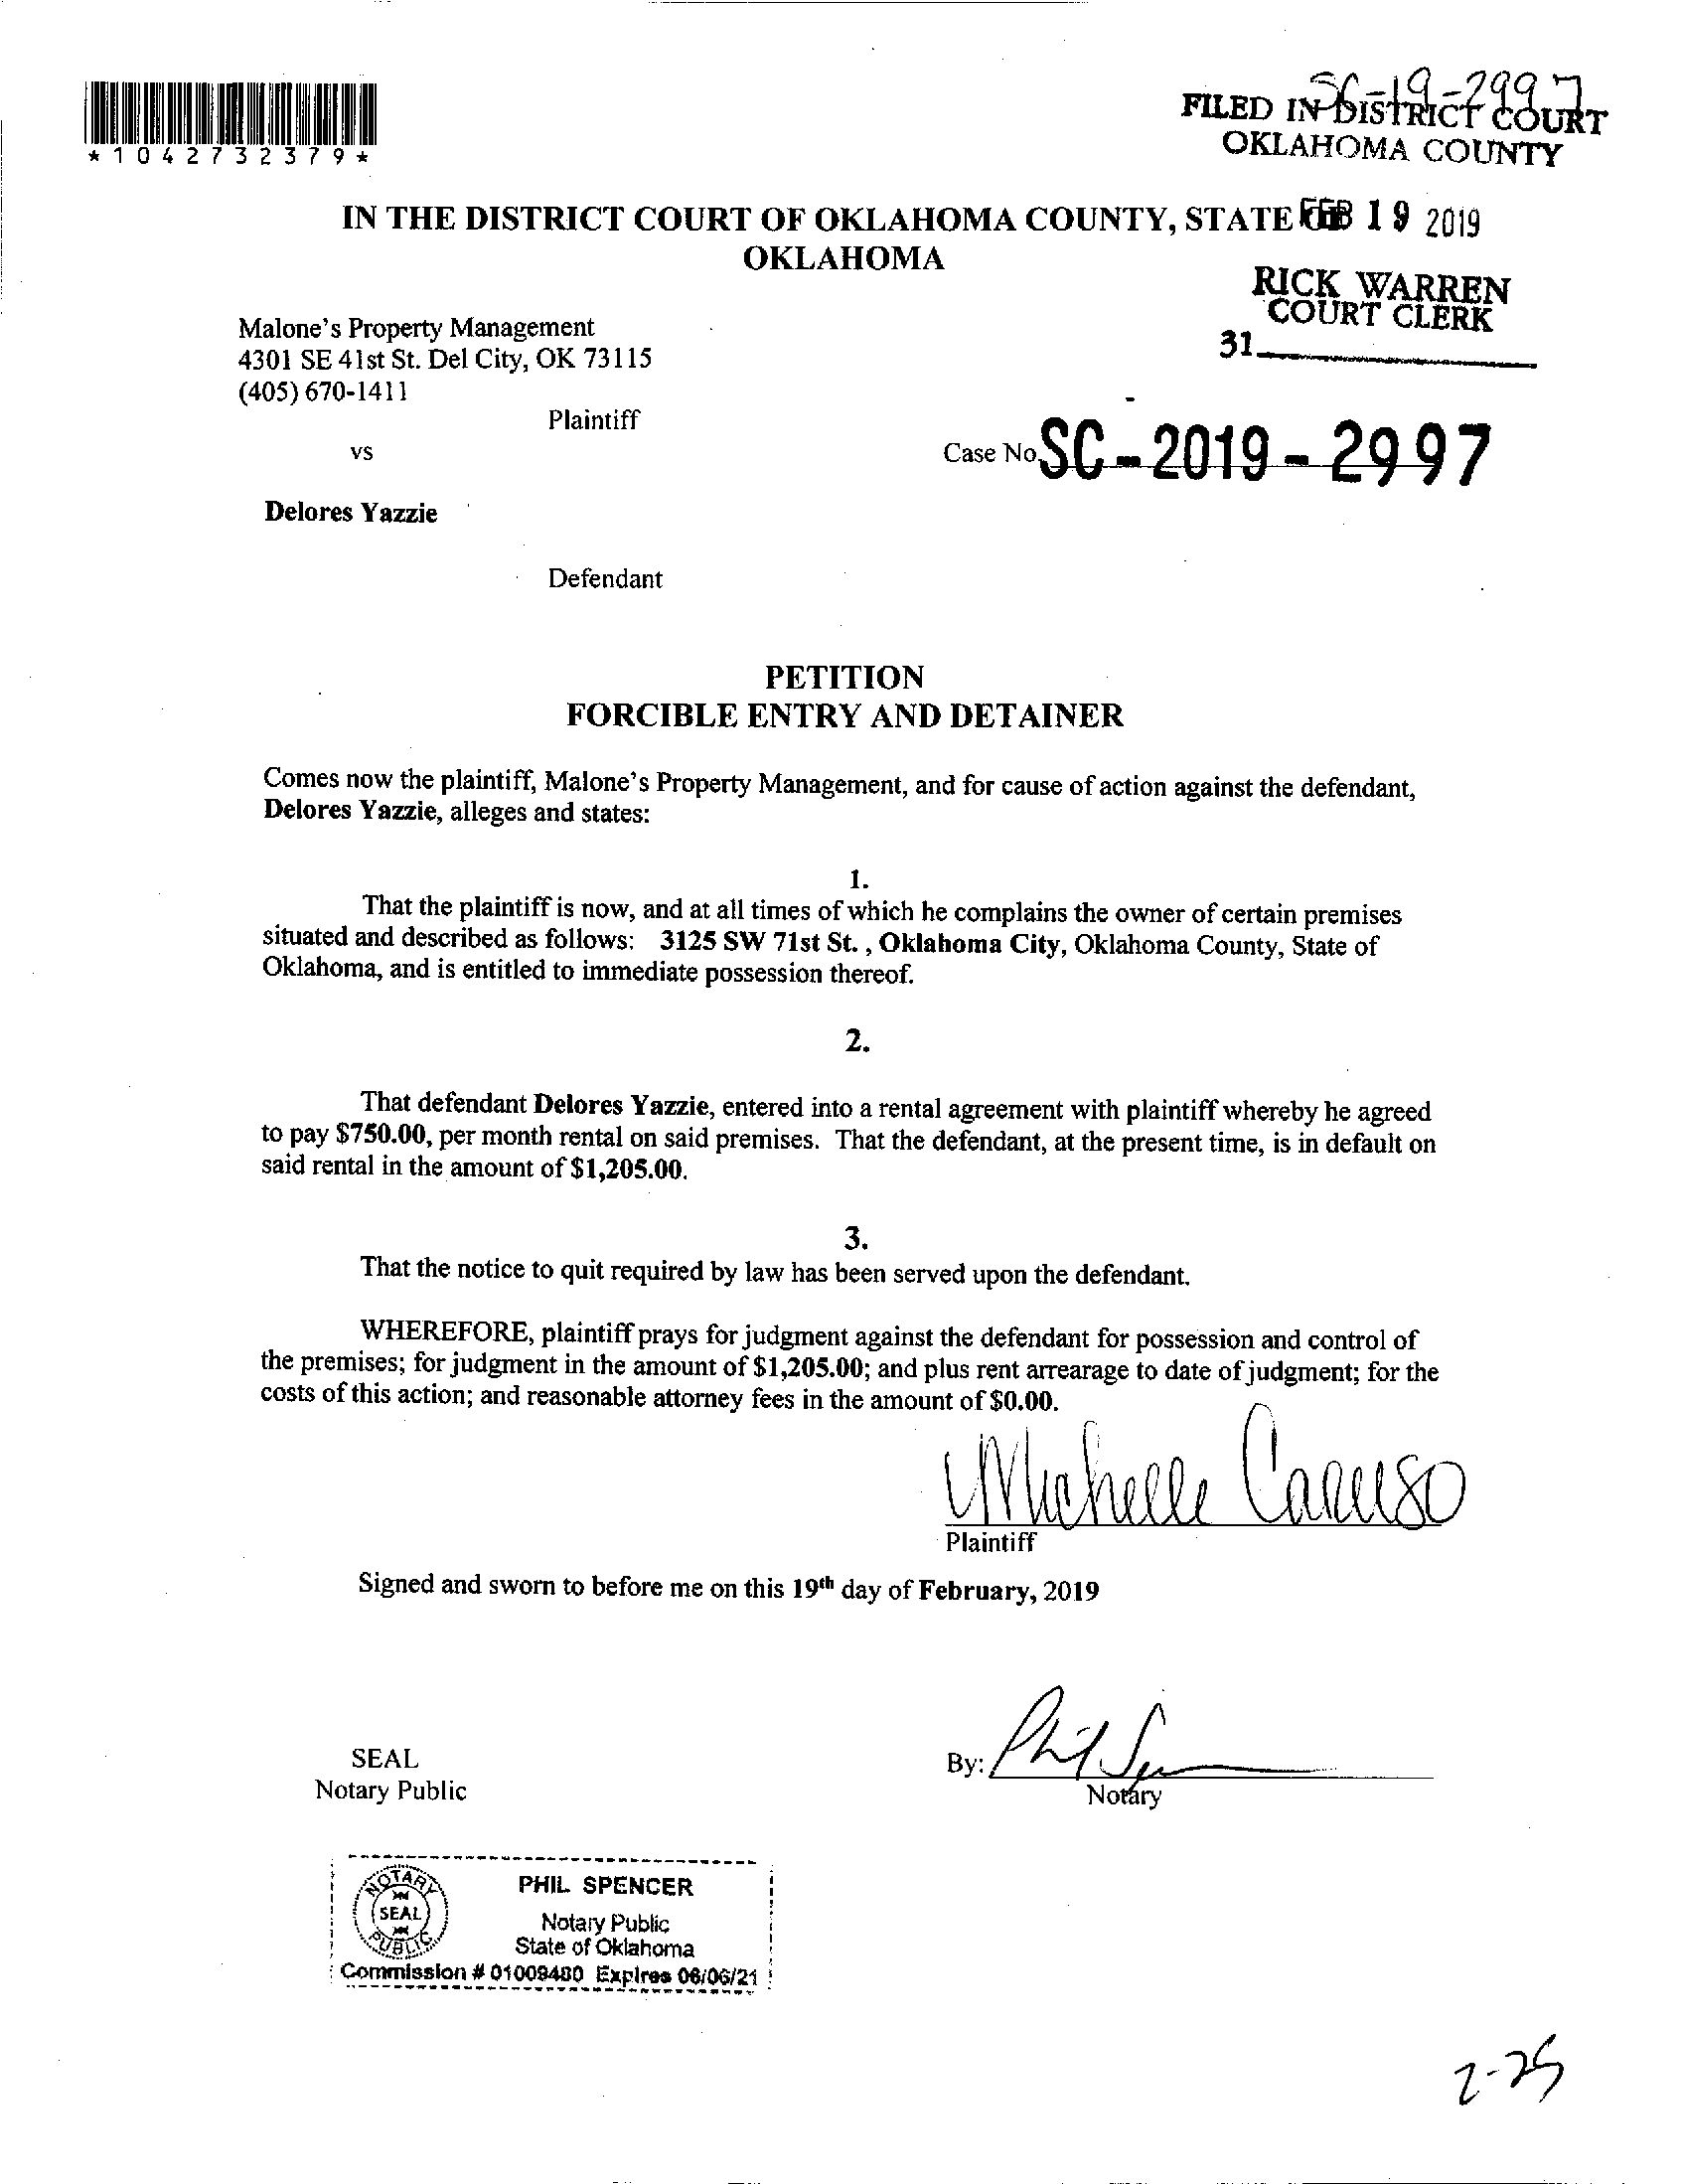 SC-19-2997
FILED IN DISTRICT COURT
OKLAHOMA COUNTY
*1042732379*
IN THE DISTRICT COURT OF OKLAHOMA COUNTY, STATE
FEB 19 2019
OKLAHOMA
RICK WARREN
COURT CLERK
31
Malone's Property Management
4301 SE 41st St. Del City, OK 73115
(405) 670-1411
Plaintiff
vs
Case No. SC-2019-2997
Delores Yazzie
Defendant
PETITION
FORCIBLE ENTRY AND DETAINER
Comes now the plaintiff, Malone's Property Management, and for cause of action against the defendant,
Delores Yazzie, alleges and states:
1.
That the plaintiff is now, and at all times of which he complains the owner of certain premises
situated and described as follows: 3125 SW 71st St. , Oklahoma City, Oklahoma County, State of
Oklahoma, and is entitled to immediate possession thereof.
2.
That defendant Delores Yazzie, entered into a rental agreement with plaintiff whereby he agreed
to pay $750.00, per month rental on said premises. That the defendant, at the present time, is in default on
said rental in the amount of $1,205.00.
3.
That the notice to quit required by law has been served upon the defendant.
WHEREFORE, plaintiff prays for judgment against the defendant for possession and control of
the premises; for judgment in the amount of $1,205.00; and plus rent arrearage to date of judgment; for the
costs of this action; and reasonable attorney fees in the amount of $0.00.
Michelle Caruso
Plaintiff
Signed and sworn to before me on this 19th day of February, 2019
SEAL
Notary Public
By: Phil
Notary
NOTARY
SEAL
PUBLIC
PHIL SPENCER
Notary Public
State of Oklahoma
Commission # 01009480 Expires 06/06/21
2-25